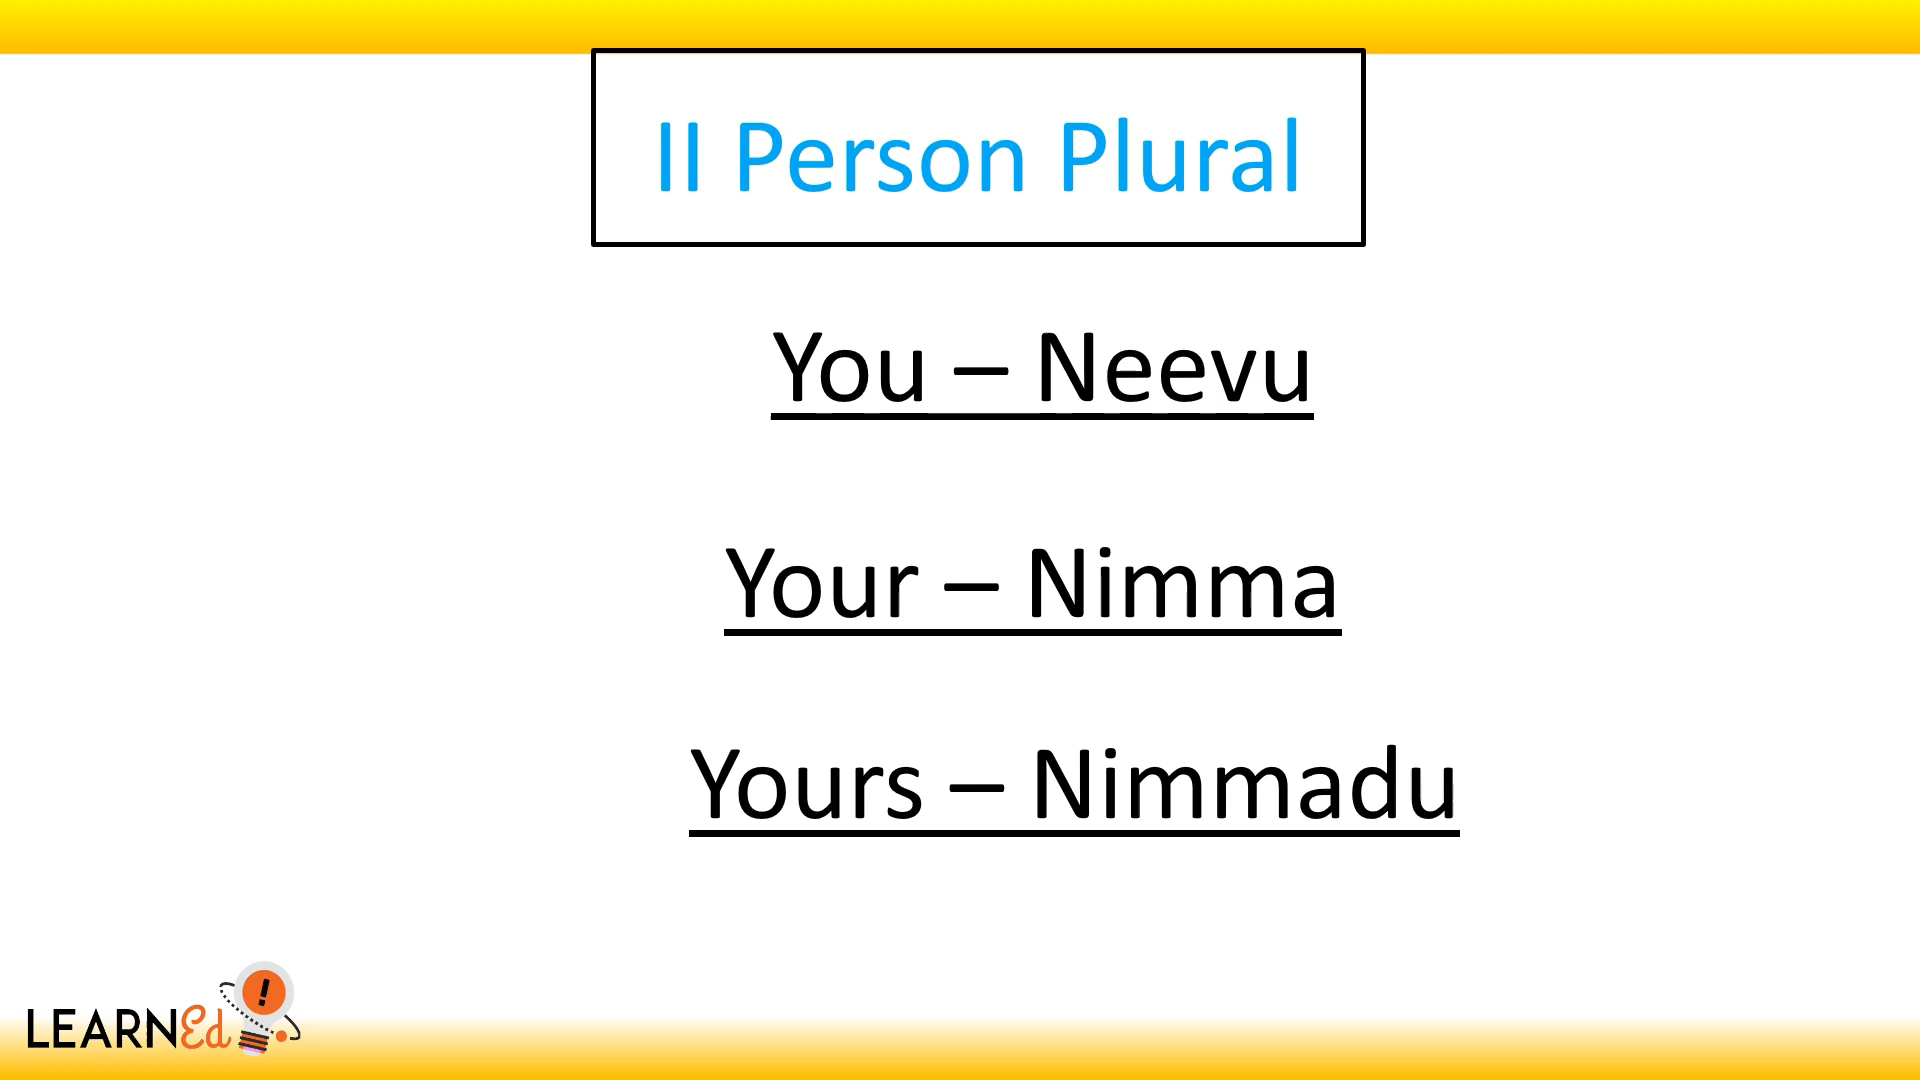 II Person Plural
You – Neevu
Your – Nimma
Yours – Nimmadu
LEARNEd